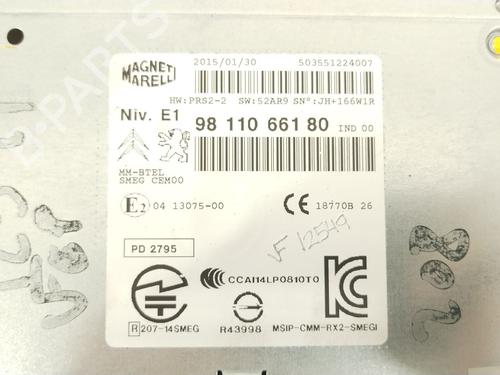 MAGNETI MARELLI
2015/01/30
503551224007
HW:PRS2-2 SW:52AR9 SN°:JH+166W1R
Niv. E1
98 110 661 80 IND 00
MM-BTEL
SMEG CEM00
E2 04 13075-00
CE 18770B 26
VF 12549
PD 2795
CCAI14LP0810T0
R 207-14SMEG
R43998
MSIP-CMM-RX2-SMEGI
B-PARTS